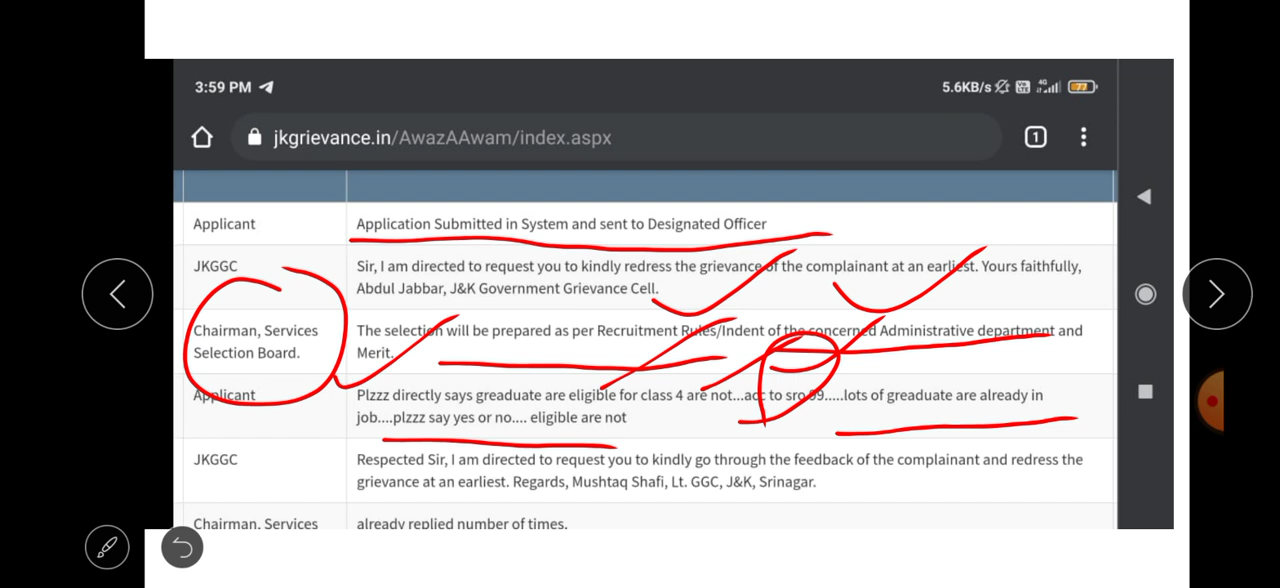 3:59 PM
5.6KB/s
4G
77
jkgrievance.in/AwazAAwam/index.aspx
1
Applicant
Application Submitted in System and sent to Designated Officer
JKGGC
Sir, I am directed to request you to kindly redress the grievance of the complainant at an earliest. Yours faithfully,
Abdul Jabbar, J&K Government Grievance Cell.
Chairman, Services
Selection Board.
The selection will be prepared as per Recruitment Rules/Indent of the concerned Administrative department and
Merit.
Applicant
Plzzz directly says greaduate are eligible for class 4 are not...acc to sro 99.....lots of greaduate are already in
job....plzzz say yes or no.... eligible are not
JKGGC
Respected Sir, I am directed to request you to kindly go through the feedback of the complainant and redress the
grievance at an earliest. Regards, Mushtaq Shafi, Lt. GGC, J&K, Srinagar.
Chairman, Services
already replied number of times.